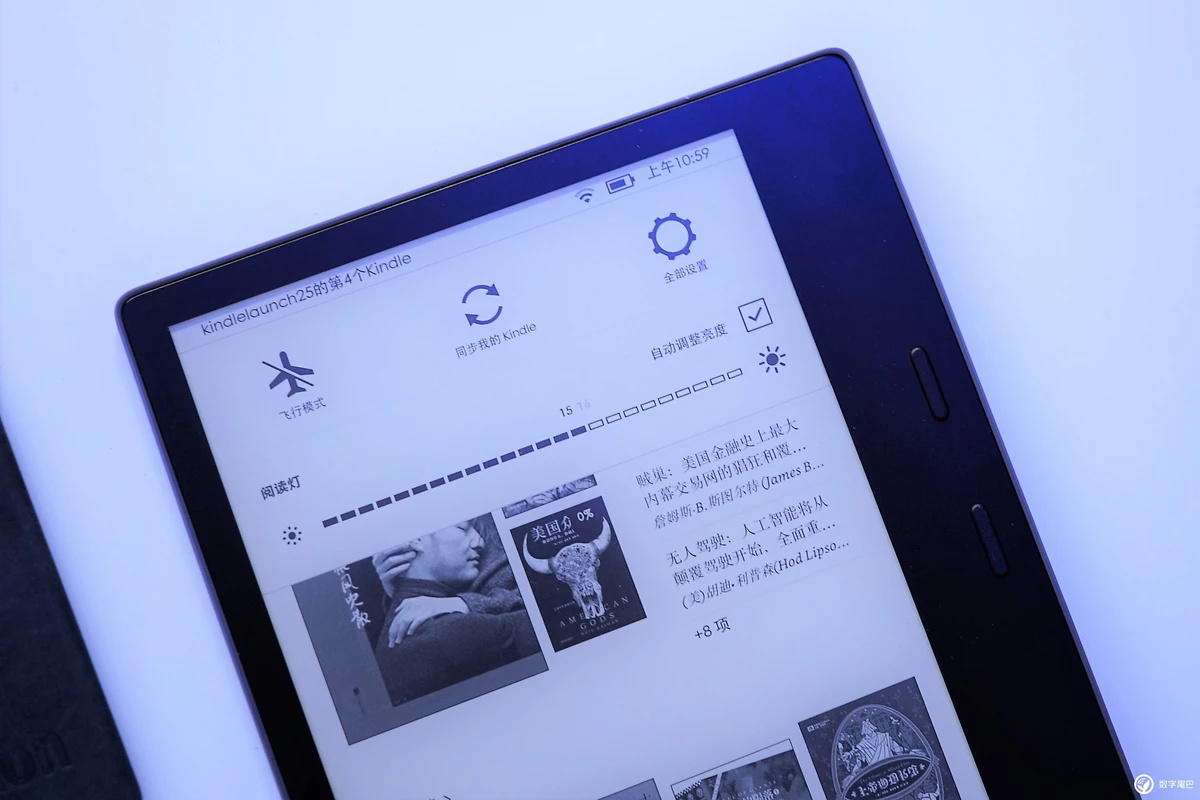 上午10:59
kindlelaunch25的第4个Kindle
飞行模式
同步我的 Kindle
全部设置
自动调整亮度
15 16
阅读灯
贼巢：美国金融史上最大
内幕交易网的猖狂和覆…
詹姆斯·B. 斯图尔特 (James B…
无人驾驶：人工智能将从
颠覆驾驶开始，全面重…
(美) 胡迪·利普森(Hod Lipso…
+8 项
美国众
0%
AMERICAN
GODS
on
数字尾巴